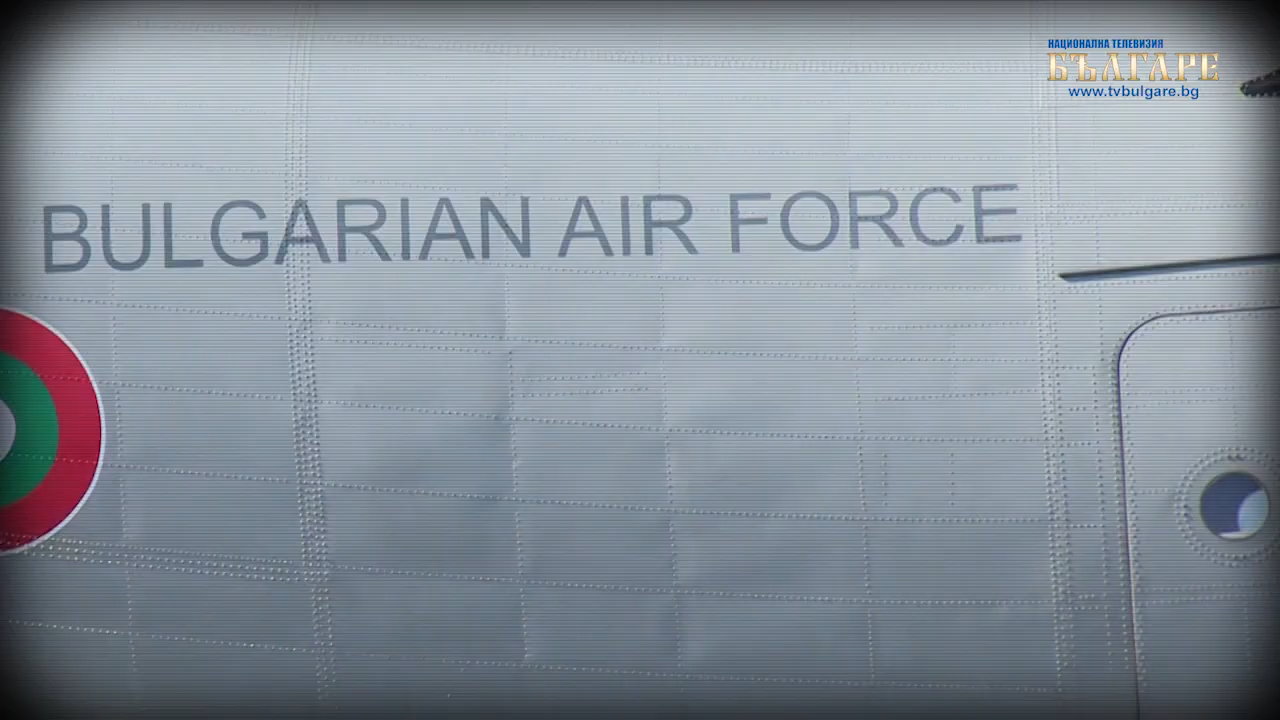 НАЦИОНАЛНА ТЕЛЕВИЗИЯ
БЪЛГАРЕ
www.tvbulgare.bg
BULGARIAN AIR FORCE